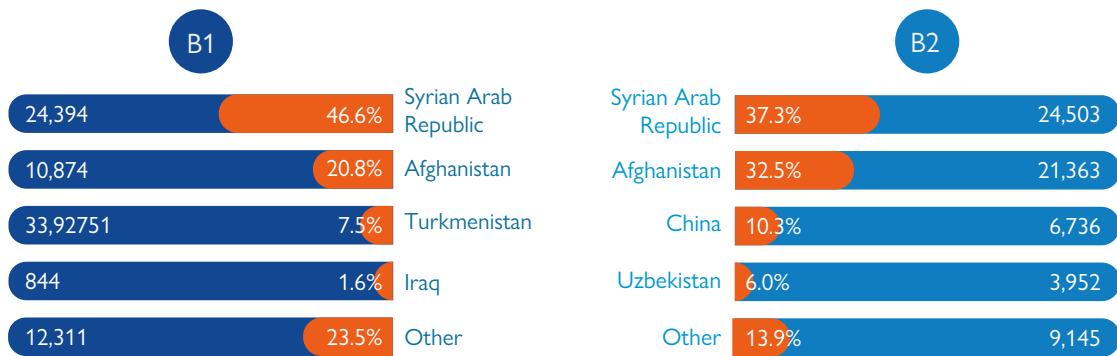 B1
24,394 46.6% Syrian Arab
Republic
10,874 20.8% Afghanistan
33,92751 7.5% Turkmenistan
844 1.6% Iraq
12,311 23.5% Other
B2
Syrian Arab
Republic 37.3% 24,503
Afghanistan 32.5% 21,363
China 10.3% 6,736
Uzbekistan 6.0% 3,952
Other 13.9% 9,145